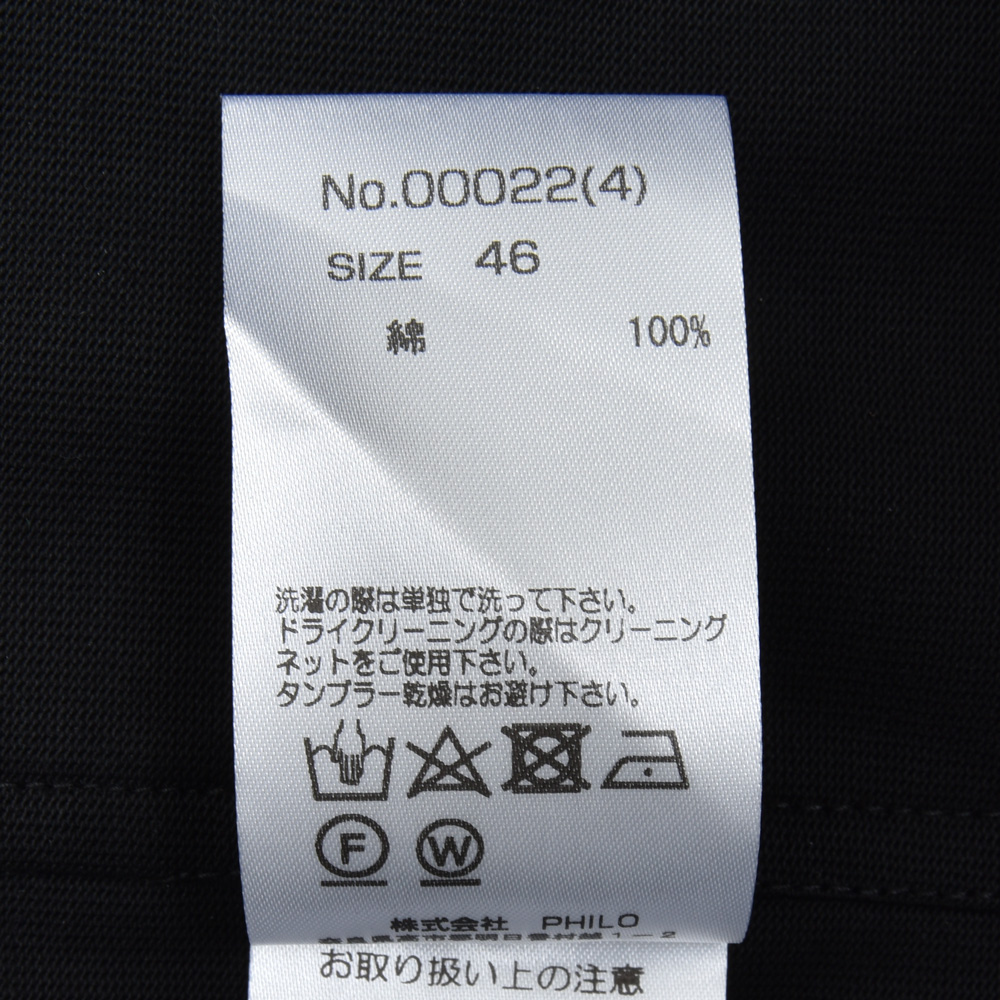 No.00022(4)
SIZE 46
綿 100%
洗濯の際は単独で洗って下さい。
ドライクリーニングの際はクリーニング
ネットをご使用下さい。
タンブラー乾燥はお避け下さい。
F W
株式会社 PHILO
お取り扱い上の注意